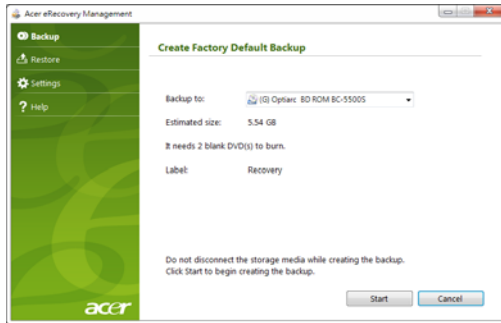 Acer eRecovery Management
Backup
Restore
Settings
? Help
Create Factory Default Backup
Backup to: (G) Optiarc BD ROM BC-5500S
Estimated size: 5.54 GB
It needs 2 blank DVD(s) to burn.
Label: Recovery
Do not disconnect the storage media while creating the backup.
Click Start to begin creating the backup.
Start Cancel
acer